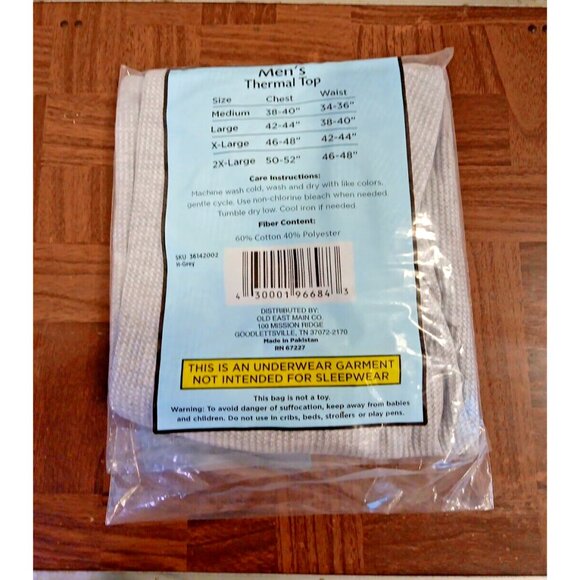 Men's
Thermal Top
Size Chest Waist
Medium 38-40" 34-36"
Large 42-44" 38-40"
X-Large 46-48" 42-44"
2X-Large 50-52" 46-48"
Care Instructions:
Machine wash cold, wash and dry with like colors,
gentle cycle. Use non-chlorine bleach when needed.
Tumble dry low. Cool iron if needed.
Fiber Content:
60% Cotton 40% Polyester
SKU 36142002
H-Grey
4 30001 96684 3
DISTRIBUTED BY:
OLD EAST MAIN CO.
100 MISSION RIDGE
GOODLETTSVILLE, TN 37072-2170
Made in Pakistan
RN 67227
THIS IS AN UNDERWEAR GARMENT
NOT INTENDED FOR SLEEPWEAR
This bag is not a toy.
Warning: To avoid danger of suffocation, keep away from babies
and children. Do not use in cribs, beds, strollers or play pens.